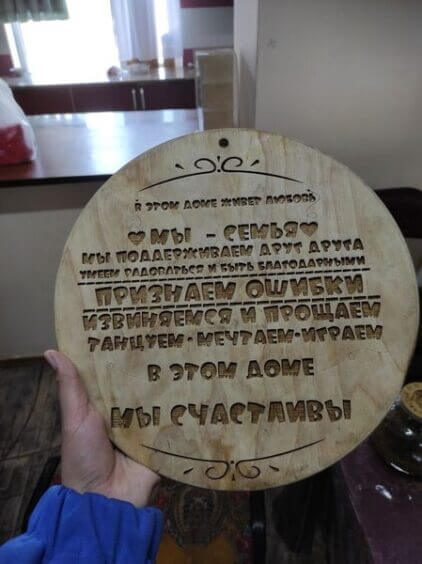 В ЭТОМ ДОМЕ ЖИВЕТ ЛЮБОВЬ
♥ МЫ - СЕМЬЯ ♥
МЫ ПОДДЕРЖИВАЕМ ДРУГ ДРУГА
УМЕЕМ РАДОВАТЬСЯ И БЫТЬ БЛАГОДАРНЫМИ
ПРИЗНАЕМ ОШИБКИ
ИЗВИНЯЕМСЯ И ПРОЩАЕМ
ТАНЦУЕМ · МЕЧТАЕМ · ИГРАЕМ
В ЭТОМ ДОМЕ
МЫ СЧАСТЛИВЫ